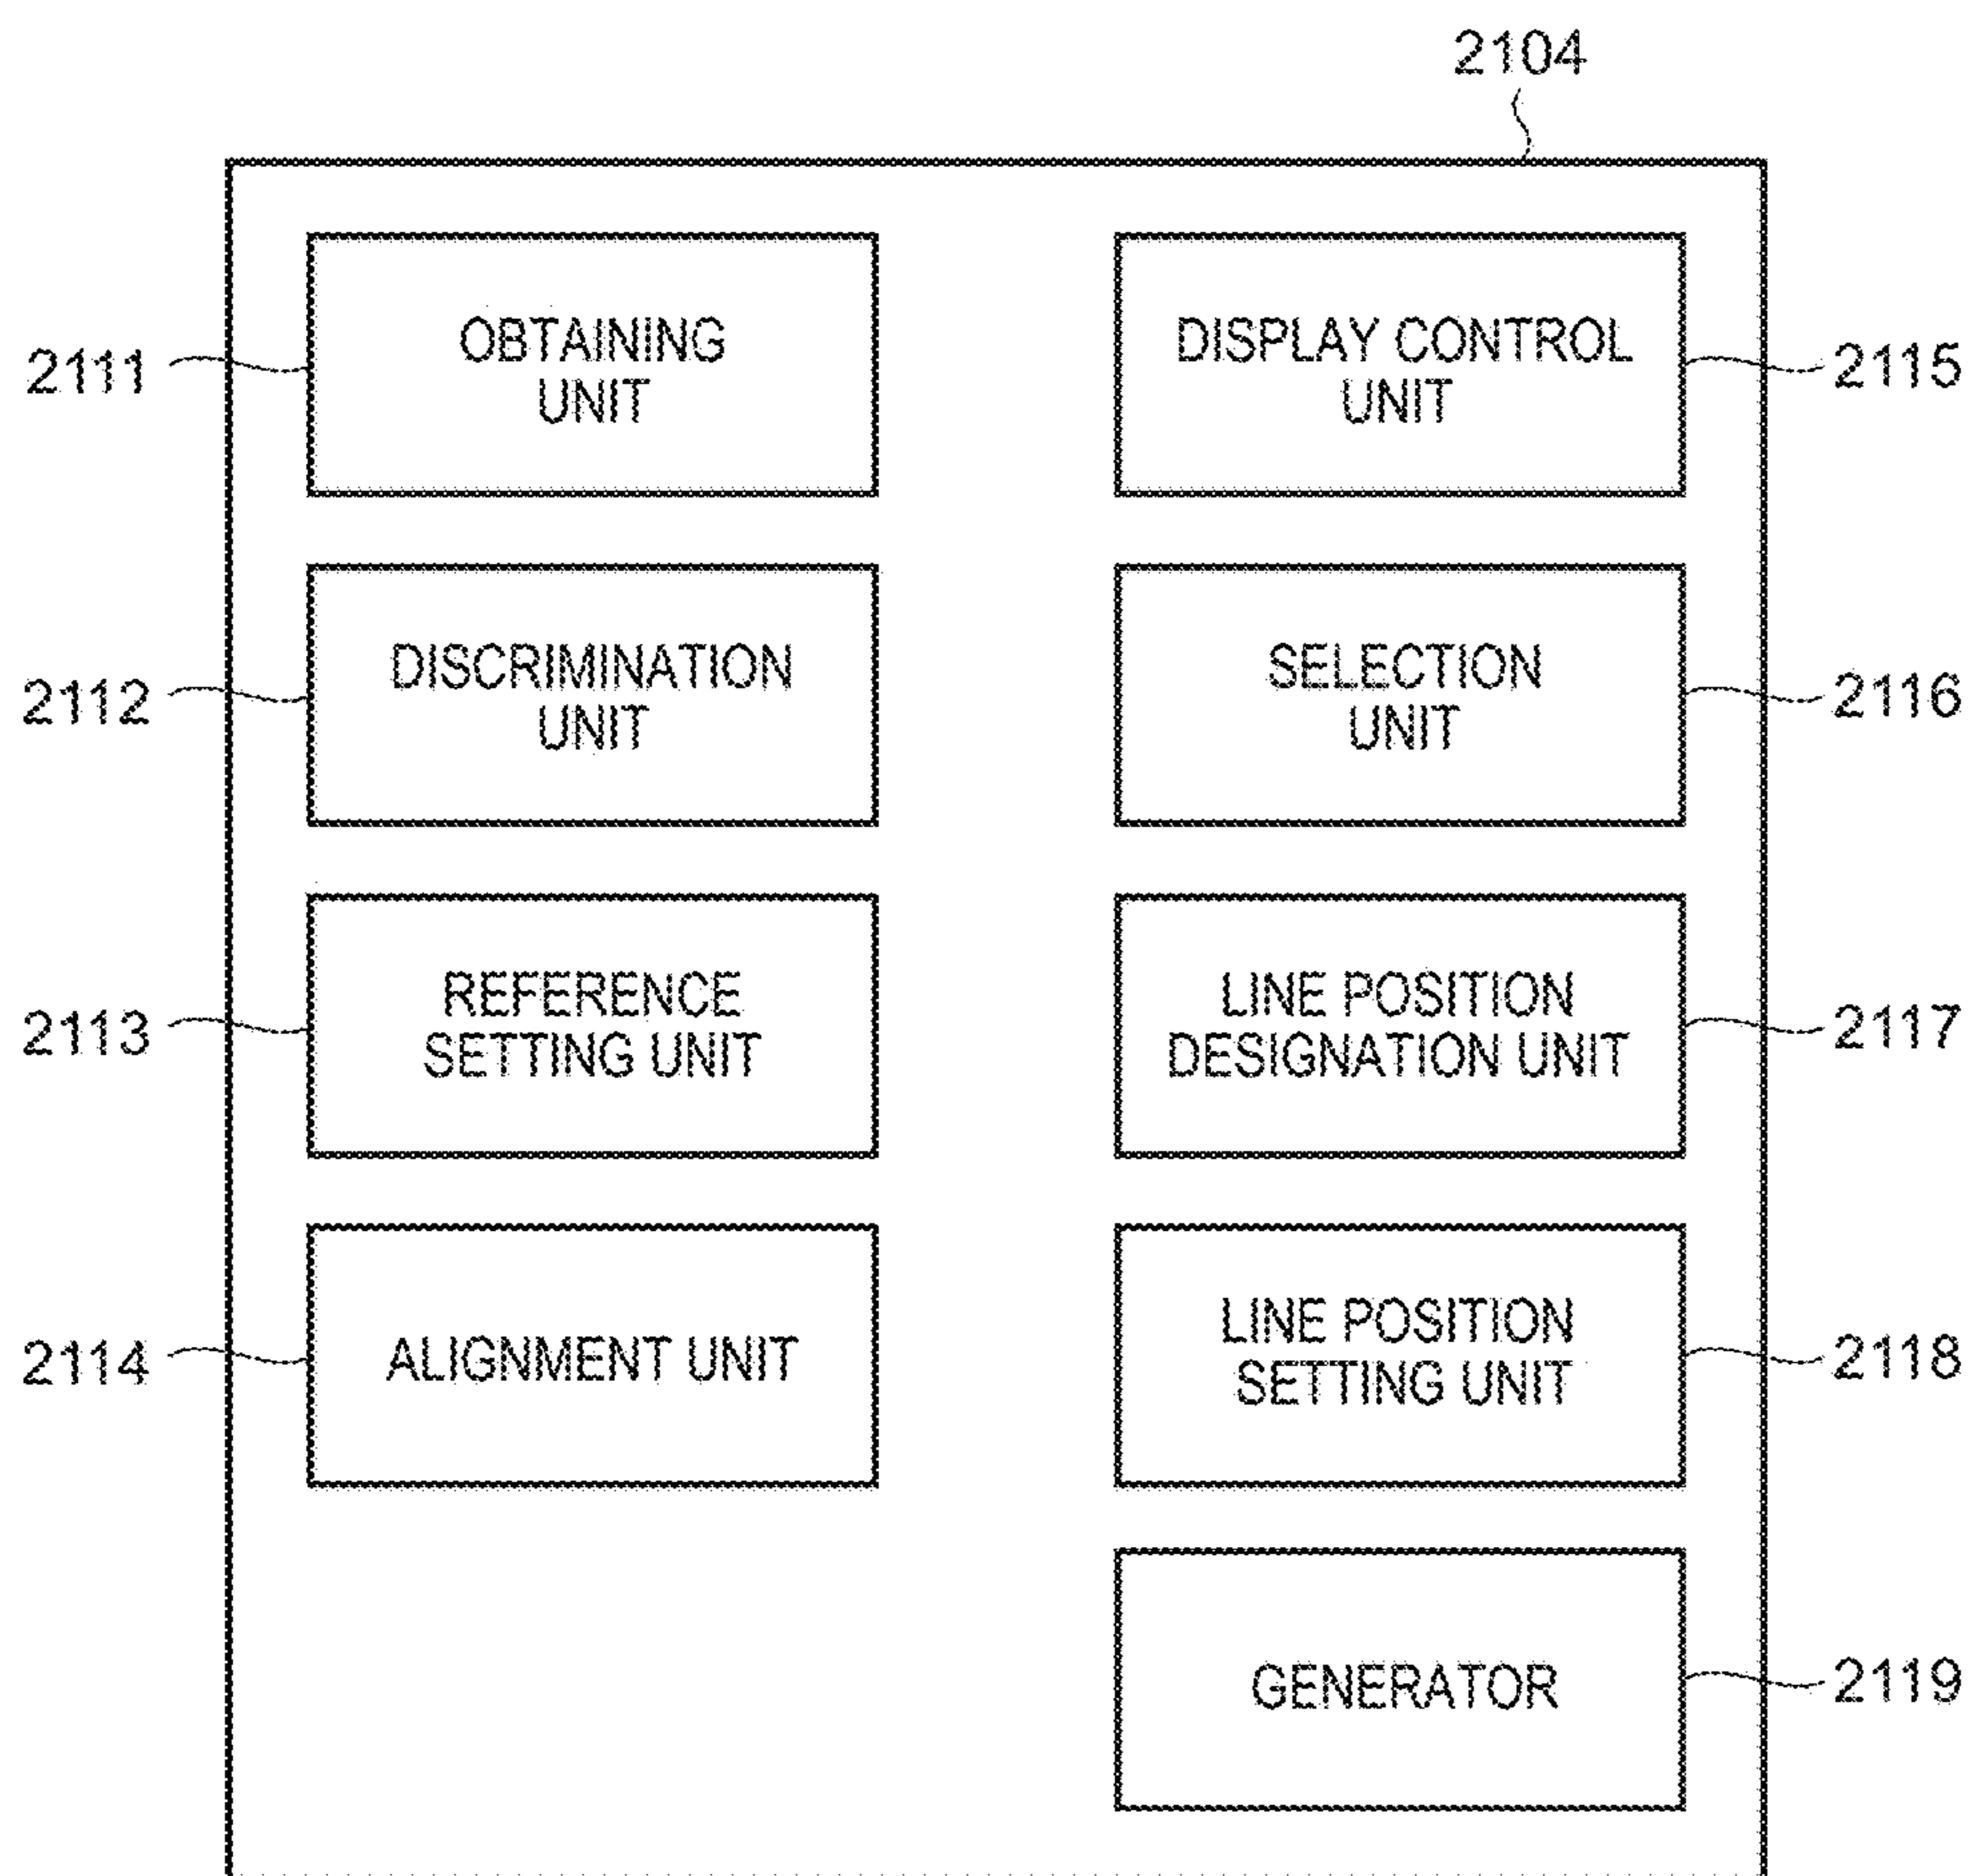 2104
2111
OBTAINING
UNIT
DISPLAY CONTROL
UNIT
2115
2112
DISCRIMINATION
UNIT
SELECTION
UNIT
2116
2113
REFERENCE
SETTING UNIT
LINE POSITION
DESIGNATION UNIT
2117
2114
ALIGNMENT UNIT
LINE POSITION
SETTING UNIT
2118
GENERATOR
2119